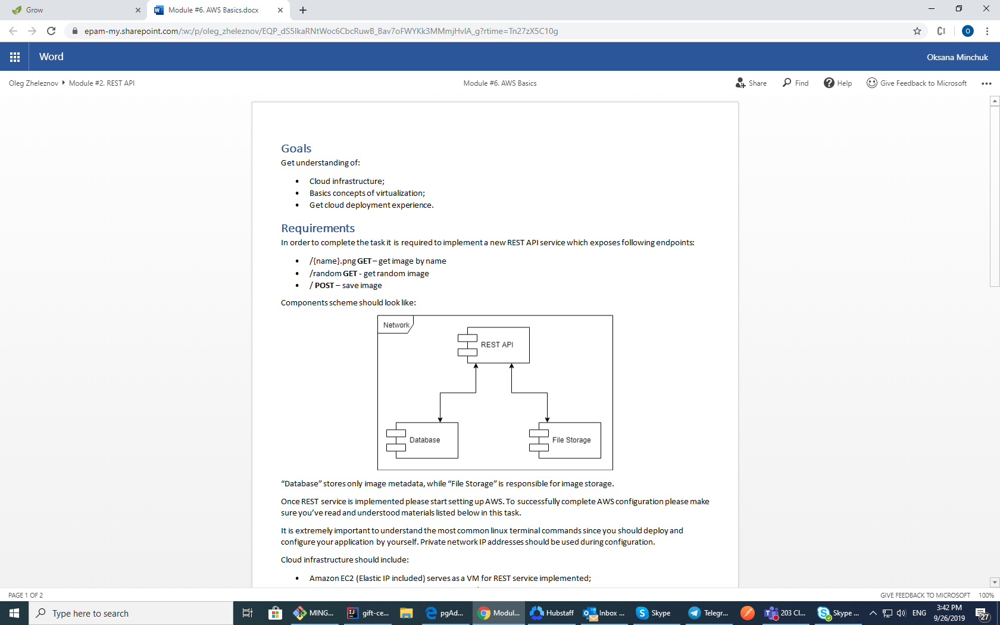 Grow
Module #6. AWS Basics.docx
epam-my.sharepoint.com/:w:/p/oleg_zheleznov/EQP_dS5IkaRNtWoc6CbcRuwB_Bav7oFWYKk3MMmjHvIA_g?rtime=Tn27zX5C10g
O
Word
Oksana Minchuk
Oleg Zheleznov
Module #2. REST API
Module #6. AWS Basics
Share
Find
Help
Give Feedback to Microsoft
Goals
Get understanding of:
• Cloud infrastructure;
• Basics concepts of virtualization;
• Get cloud deployment experience.
Requirements
In order to complete the task it is required to implement a new REST API service which exposes following endpoints:
• /{name}.png GET – get image by name
• /random GET - get random image
• / POST – save image
Components scheme should look like:
Network
REST API
Database
File Storage
“Database” stores only image metadata, while “File Storage” is responsible for image storage.
Once REST service is implemented please start setting up AWS. To successfully complete AWS configuration please make
sure you’ve read and understood materials listed below in this task.
It is extremely important to understand the most common linux terminal commands since you should deploy and
configure your application by yourself. Private network IP addresses should be used during configuration.
Cloud infrastructure should include:
• Amazon EC2 (Elastic IP included) serves as a VM for REST service implemented;
PAGE 1 OF 2
GIVE FEEDBACK TO MICROSOFT
100%
Type here to search
MING...
gift-ce...
pgAd...
Modul...
Hubstaff
Inbox ...
Skype
Telegr...
203 Cl...
Skype ...
ENG
3:42 PM
9/26/2019
27